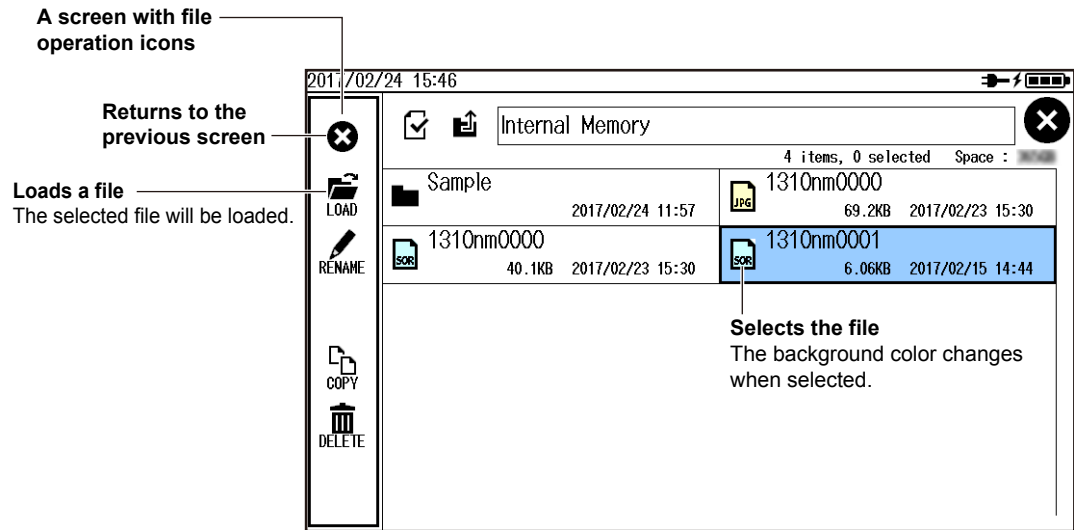 A screen with file
operation icons
Returns to the
previous screen
Loads a file
The selected file will be loaded.
2017/02/24 15:46
Internal Memory
4 items, 0 selected Space :
LOAD
RENAME
COPY
DELETE
Sample
2017/02/24 11:57
JPG
1310nm0000
69.2KB 2017/02/23 15:30
SOR
1310nm0000
40.1KB 2017/02/23 15:30
SOR
1310nm0001
6.06KB 2017/02/15 14:44
Selects the file
The background color changes
when selected.